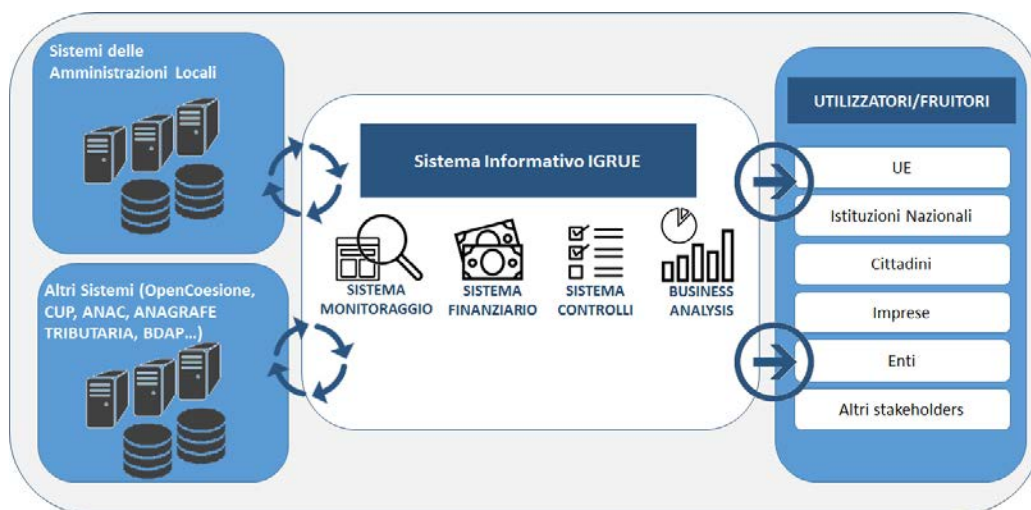 Sistemi delle
Amministrazioni Locali
Altri Sistemi (OpenCoesione,
CUP, ANAC, ANAGRAFE
TRIBUTARIA, BDAP...)
Sistema Informativo IGRUE
SISTEMA
MONITORAGGIO
SISTEMA
FINANZIARIO
SISTEMA
CONTROLLI
BUSINESS
ANALYSIS
UTILIZZATORI/FRUITORI
UE
Istituzioni Nazionali
Cittadini
Imprese
Enti
Altri stakeholders